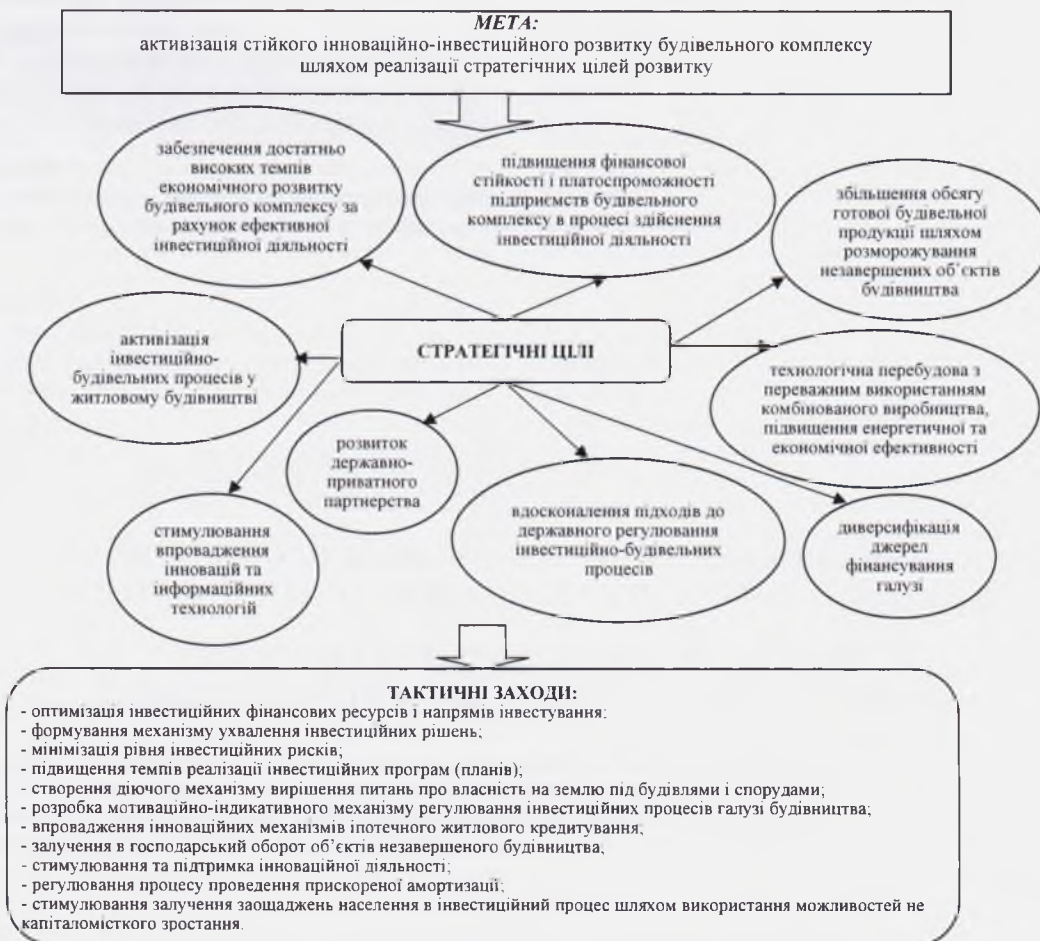 МЕТА:
активізація стійкого інноваційно-інвестиційного розвитку будівельного комплексу
шляхом реалізації стратегічних цілей розвитку
забезпечення достатньо
високих темпів
економічного розвитку
будівельного комплексу за
рахунок ефективної
інвестиційної діяльності
підвищення фінансової
стійкості і платоспроможності
підприємств будівельного
комплексу в процесі здійснення
інвестиційної діяльності
збільшення обсягу
готової будівельної
продукції шляхом
розморожування
незавершених об’єктів
будівництва
активізація
інвестиційно-
будівельних процесів у
житловому будівництві
СТРАТЕГІЧНІ ЦІЛІ
технологічна перебудова з
переважним використанням
комбінованого виробництва,
підвищення енергетичної та
економічної ефективності
розвиток
державно-
приватного
партнерства
стимулювання
впровадження
інновацій та
інформаційних
технологій
вдосконалення підходів до
державного регулювання
інвестиційно-будівельних
процесів
диверсифікація
джерел
фінансування
галузі
ТАКТИЧНІ ЗАХОДИ:
- оптимізація інвестиційних фінансових ресурсів і напрямів інвестування;
- формування механізму ухвалення інвестиційних рішень;
- мінімізація рівня інвестиційних рисків;
- підвищення темпів реалізації інвестиційних програм (планів);
- створення діючого механізму вирішення питань про власність на землю під будівлями і спорудами;
- розробка мотиваційно-індикативного механізму регулювання інвестиційних процесів галузі будівництва;
- впровадження інноваційних механізмів іпотечного житлового кредитування;
- залучення в господарський оборот об’єктів незавершеного будівництва;
- стимулювання та підтримка інноваційної діяльності;
- регулювання процесу проведення прискореної амортизації;
- стимулювання залучення заощаджень населення в інвестиційний процес шляхом використання можливостей не
капіталомісткого зростання.